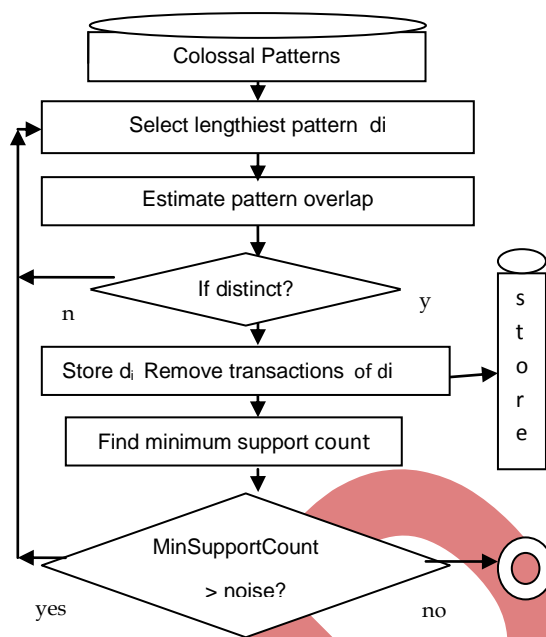 Colossal Patterns
Select lengthiest pattern di
Estimate pattern overlap
If distinct?
n
y
store
Store di Remove transactions of di
Find minimum support count
MinSupportCount
> noise?
yes
no